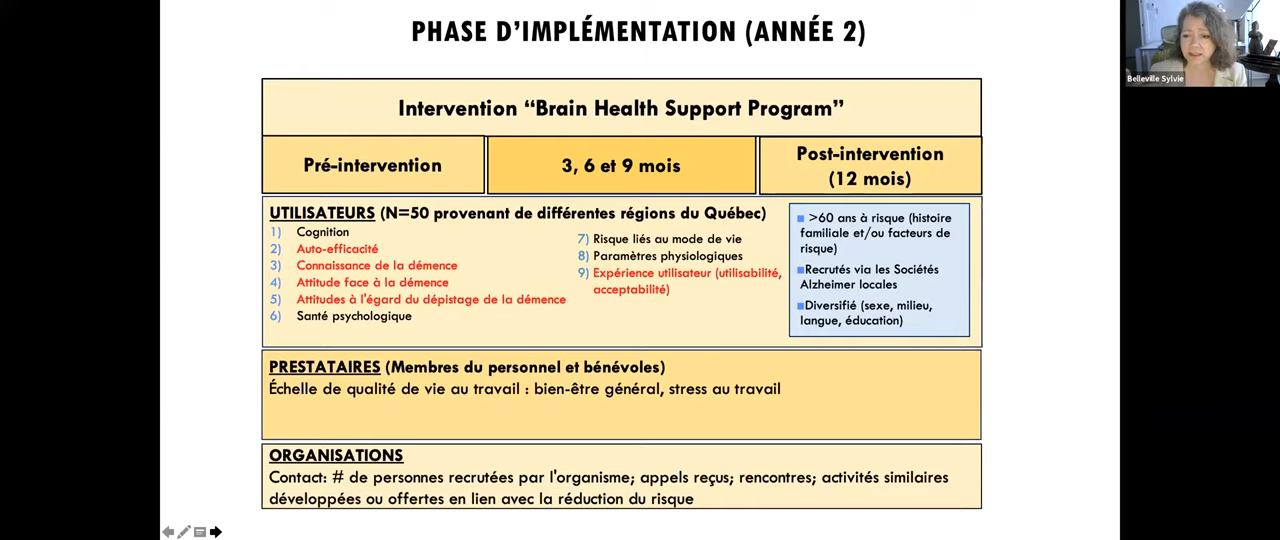 PHASE D'IMPLÉMENTATION (ANNÉE 2)
Belleville Sylvie
Intervention “Brain Health Support Program”
Pré-intervention
3, 6 et 9 mois
Post-intervention
(12 mois)
UTILISATEURS (N=50 provenant de différentes régions du Québec)
1) Cognition
2) Auto-efficacité
3) Connaissance de la démence
4) Attitude face à la démence
5) Attitudes à l'égard du dépistage de la démence
6) Santé psychologique
7) Risque liés au mode de vie
8) Paramètres physiologiques
9) Expérience utilisateur (utilisabilité,
acceptabilité)
>60 ans à risque (histoire
familiale et/ou facteurs de
risque)
Recrutés via les Sociétés
Alzheimer locales
Diversifié (sexe, milieu,
langue, éducation)
PRESTATAIRES (Membres du personnel et bénévoles)
Échelle de qualité de vie au travail : bien-être général, stress au travail
ORGANISATIONS
Contact: # de personnes recrutées par l'organisme; appels reçus; rencontres; activités similaires
développées ou offertes en lien avec la réduction du risque